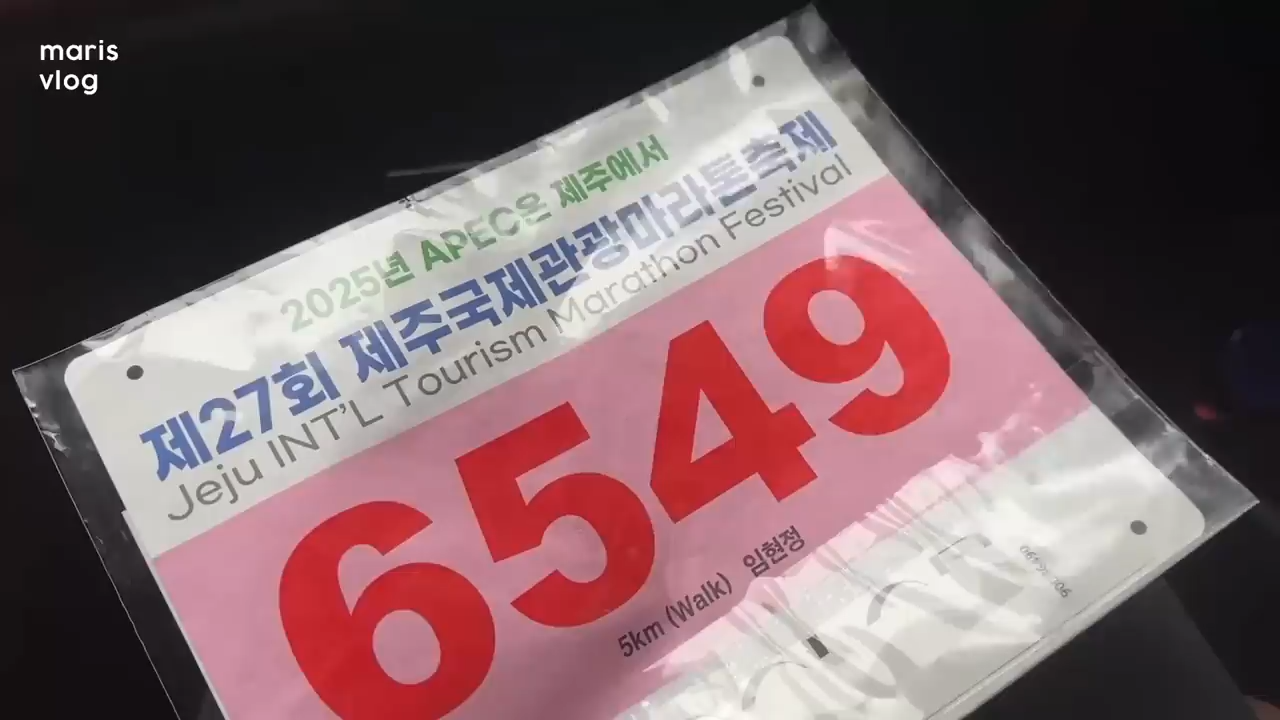 maris
vlog
2025년 APEC은 제주에서
제27회 제주국제관광마라톤축제
Jeju INT'L Tourism Marathon Festival
6549
5km (Walk) 임현정